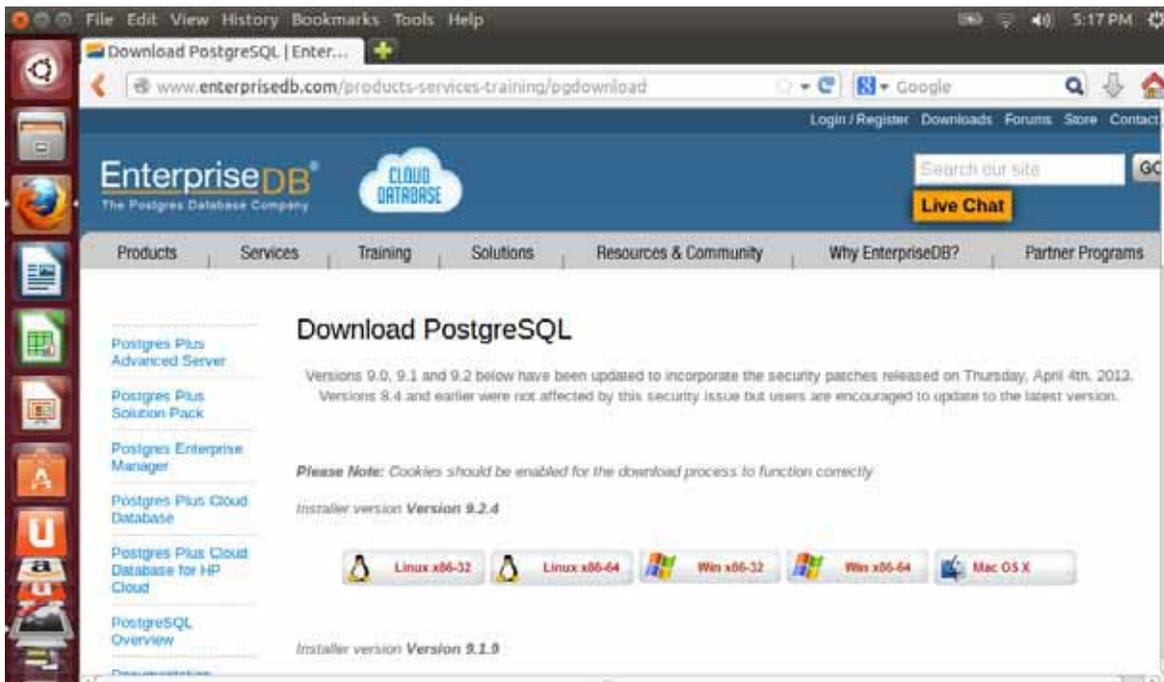 File Edit View History Bookmarks Tools Help
5:17 PM
Download PostgreSQL | Enter...
www.enterprisedb.com/products-services-training/pgdownload
Google
Login / Register Downloads Forums Store Contact
EnterpriseDB®
The Postgres Database Company
CLOUD
DATABASE
Search our site
GO
Live Chat
Products Services Training Solutions Resources & Community Why EnterpriseDB? Partner Programs
Postgres Plus
Advanced Server
Postgres Plus
Solution Pack
Postgres Enterprise
Manager
Postgres Plus Cloud
Database
Postgres Plus Cloud
Database for HP
Cloud
PostgreSQL
Overview
Documentation
Download PostgreSQL
Versions 9.0, 9.1 and 9.2 below have been updated to incorporate the security patches released on Thursday, April 4th, 2013.
Versions 8.4 and earlier were not affected by this security issue but users are encouraged to update to the latest version.
Please Note: Cookies should be enabled for the download process to function correctly
Installer version Version 9.2.4
Linux x86-32 Linux x86-64 Win x86-32 Win x86-64 Mac OS X
Installer version Version 9.1.9